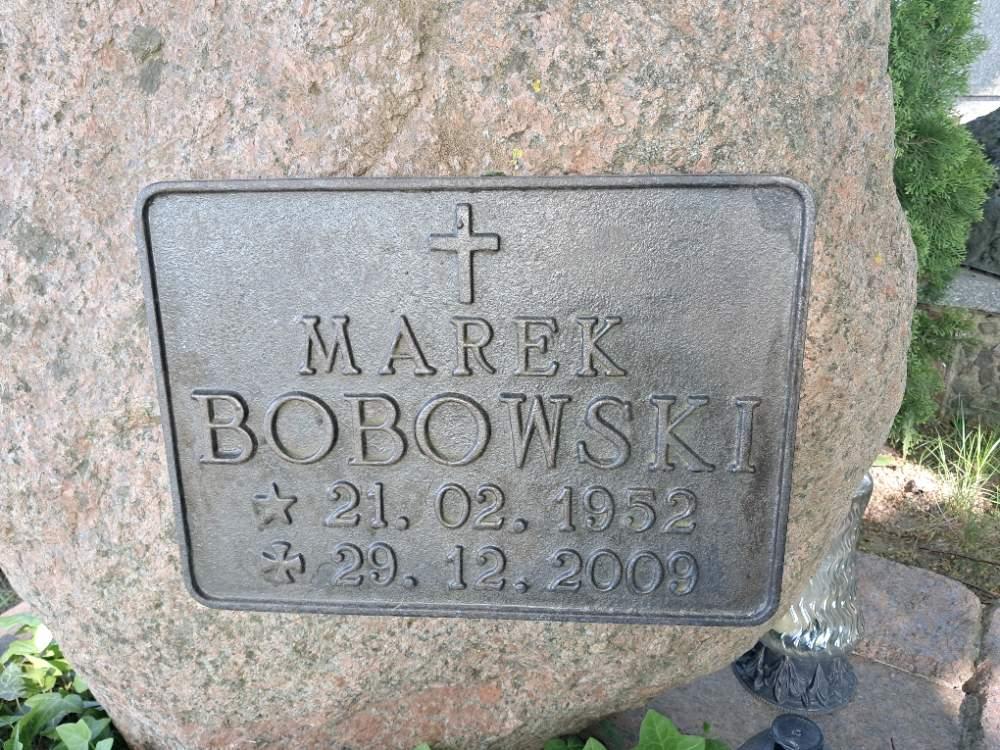 MAREK
BOBOWSKI
21. 02. 1952
29. 12. 2009